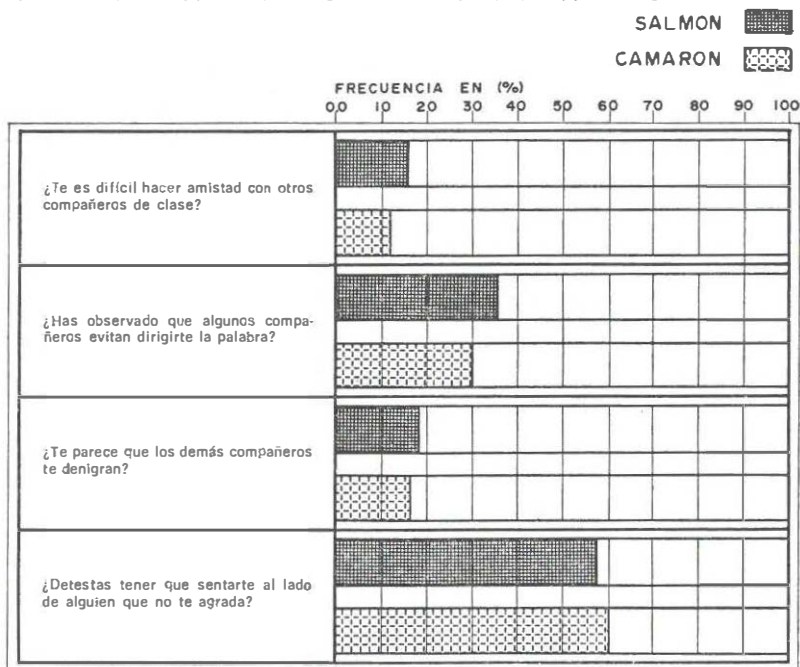 SALMON
CAMARON
FRECUENCIA EN (%)
0,0 10 20 30 40 50 60 70 80 90 100
¿Te es difícil hacer amistad con otros
compañeros de clase?
¿Has observado que algunos compa-
ñeros evitan dirigirte la palabra?
¿Te parece que los demás compañeros
te denigran?
¿Detestas tener que sentarte al lado
de alguien que no te agrada?